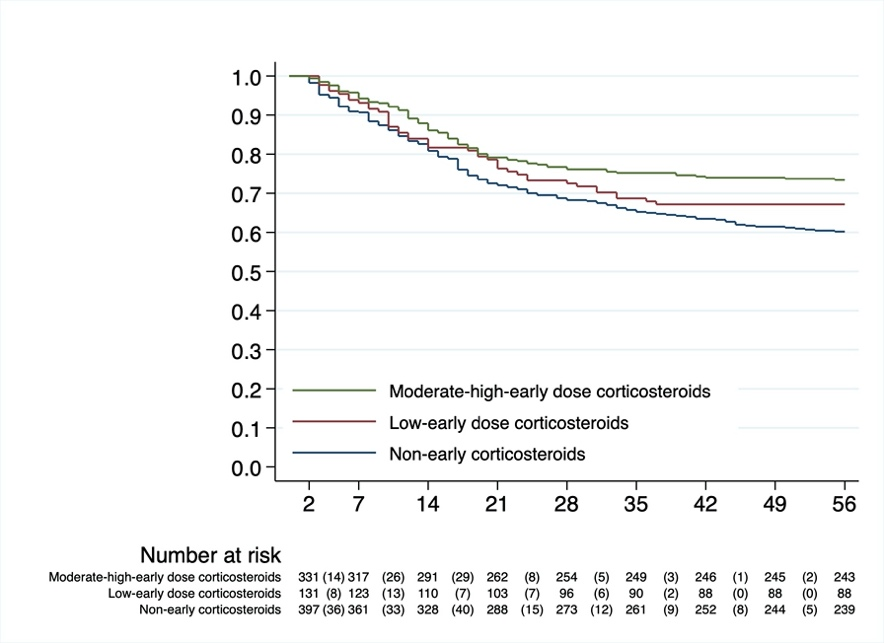 1.0
0.9
0.8
0.7
0.6
0.5
0.4
0.3
0.2
0.1
0.0
Moderate-high-early dose corticosteroids
Low-early dose corticosteroids
Non-early corticosteroids
2 7 14 21 28 35 42 49 56
Number at risk
Moderate-high-early dose corticosteroids 331 (14) 317 (26) 291 (29) 262 (8) 254 (5) 249 (3) 246 (1) 245 (2) 243
Low-early dose corticosteroids 131 (8) 123 (13) 110 (7) 103 (7) 96 (6) 90 (2) 88 (0) 88 (0) 88
Non-early corticosteroids 397 (36) 361 (33) 328 (40) 288 (15) 273 (12) 261 (9) 252 (8) 244 (5) 239